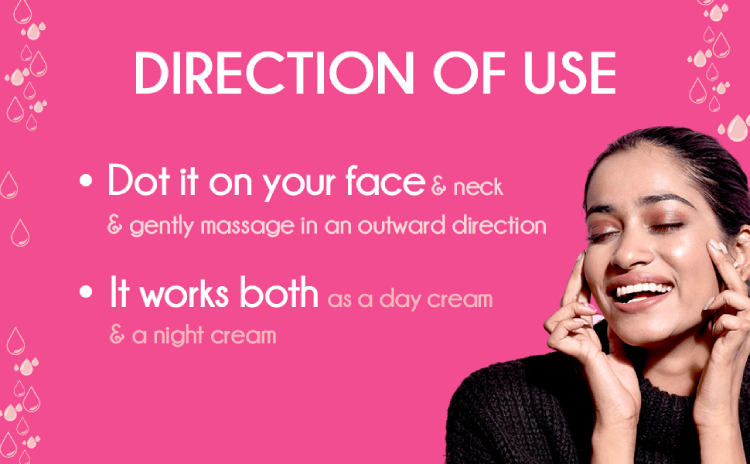 DIRECTION OF USE
• Dot it on your face & neck
& gently massage in an outward direction
• It works both as a day cream
& a night cream